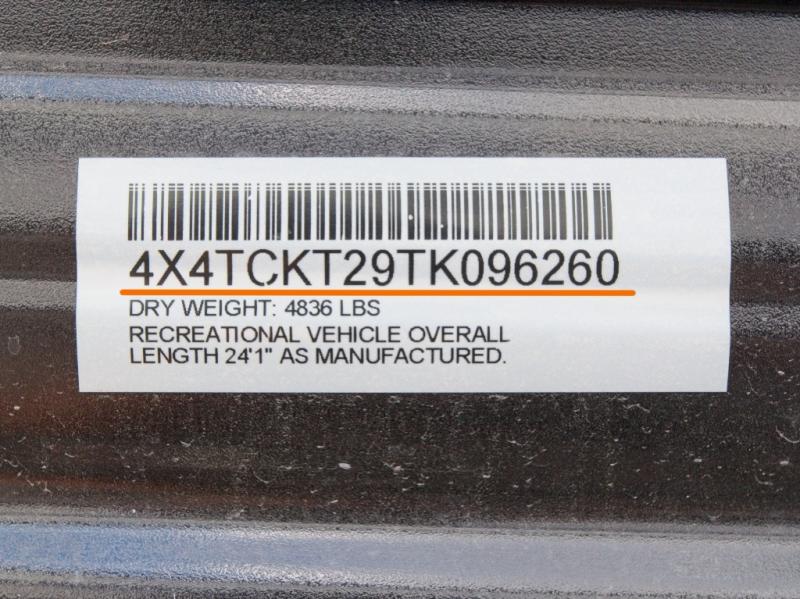 4X4TCKT29TK096260
DRY WEIGHT: 4836 LBS
RECREATIONAL VEHICLE OVERALL
LENGTH 24'1" AS MANUFACTURED.